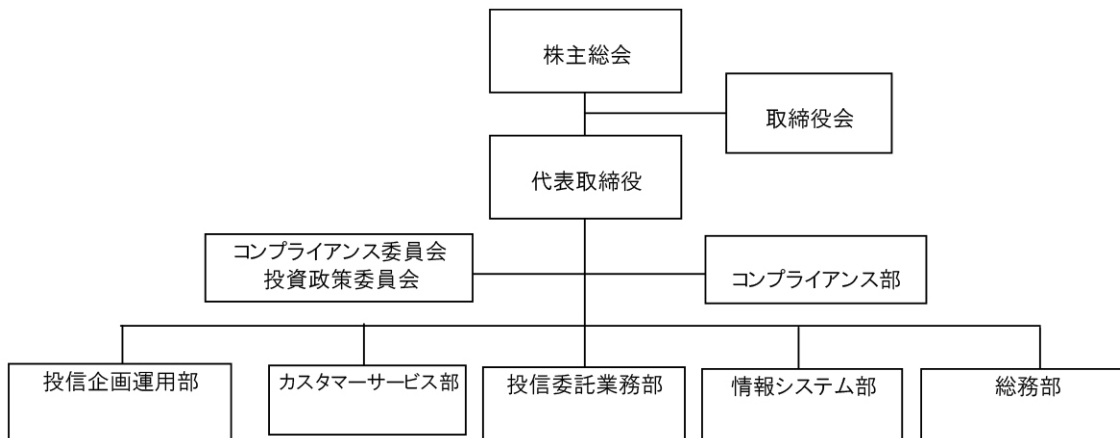 株主総会
取締役会
代表取締役
コンプライアンス委員会
投資政策委員会
コンプライアンス部
投信企画運用部
カスタマーサービス部
投信委託業務部
情報システム部
総務部